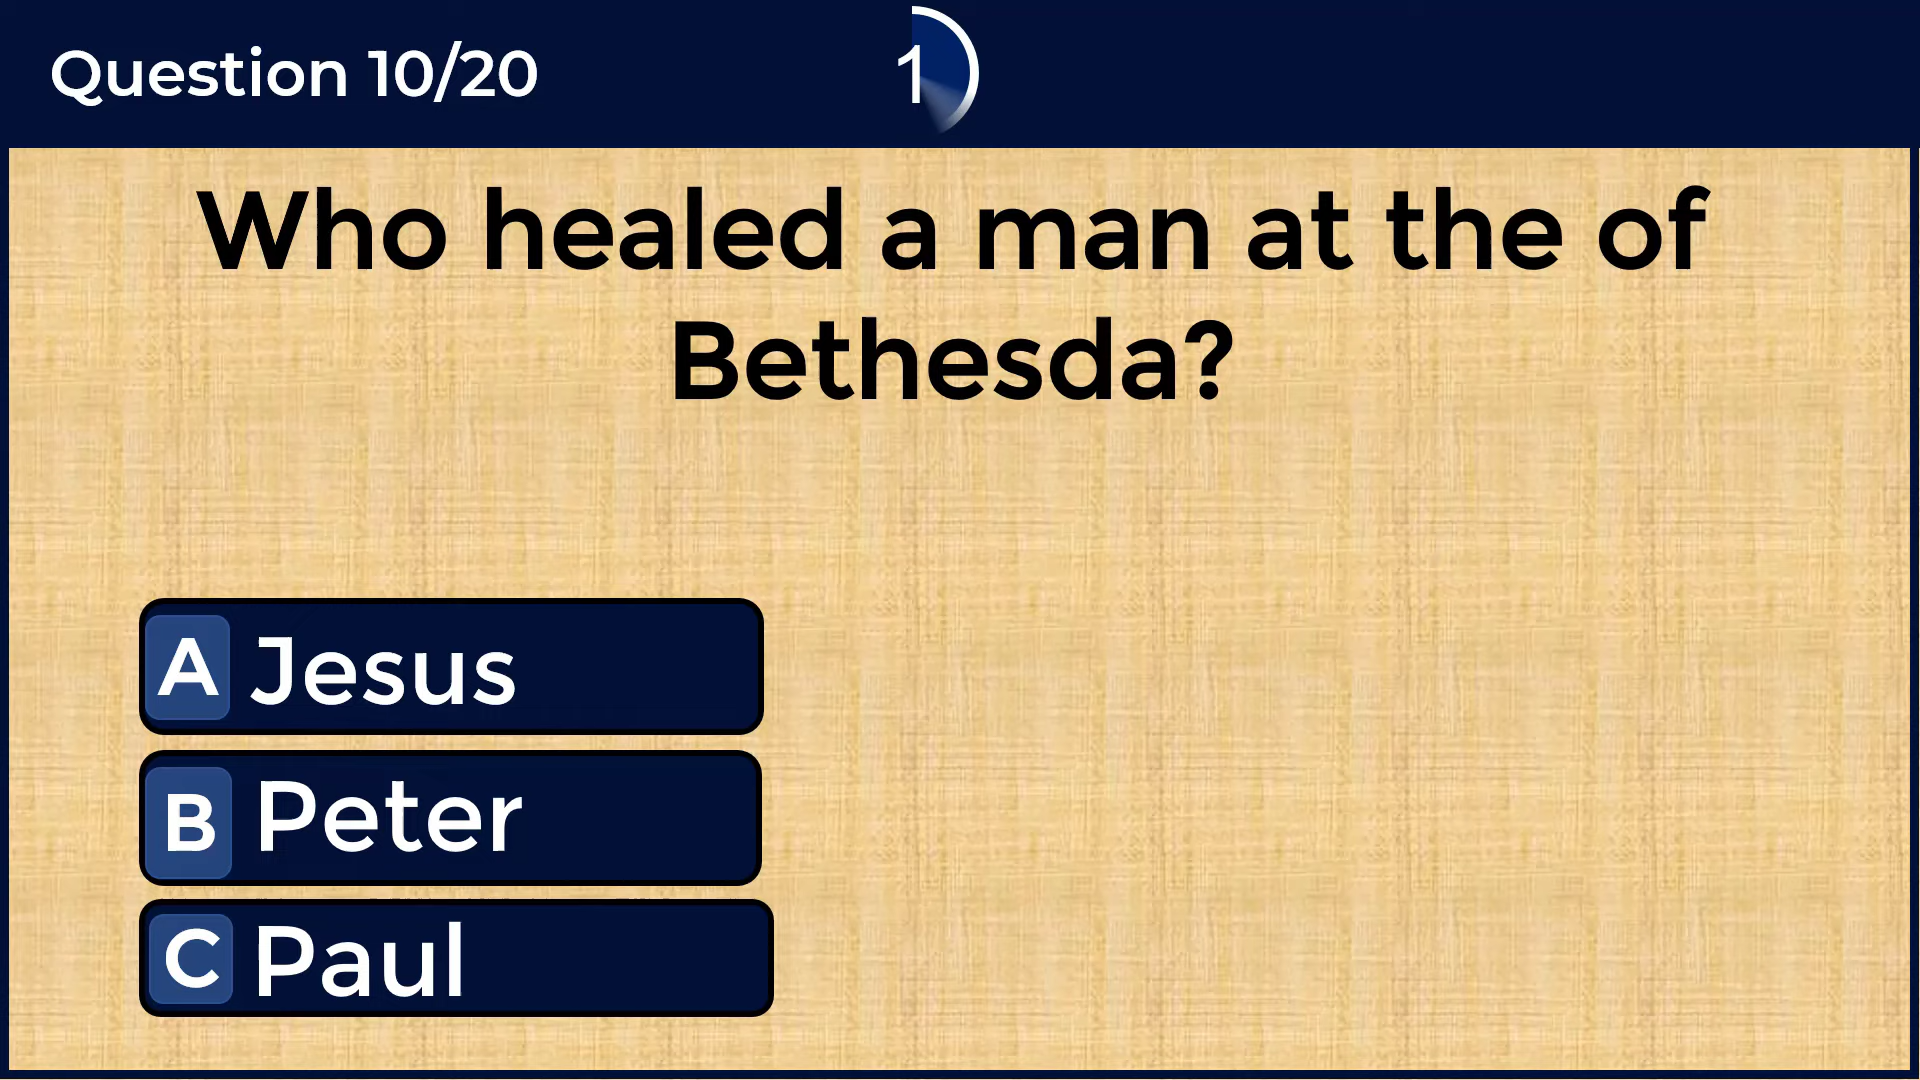 Question 10/20
1
Who healed a man at the of
Bethesda?
A Jesus
B Peter
C Paul